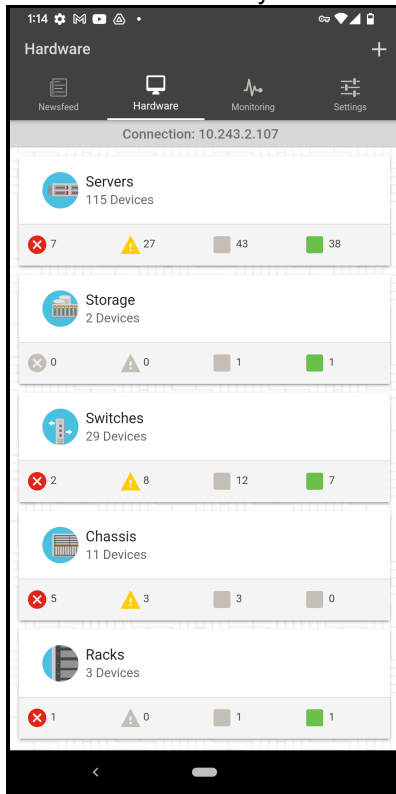 1:14
Hardware
Newsfeed Hardware Monitoring Settings
Connection: 10.243.2.107
Servers
115 Devices
7 27 43 38
Storage
2 Devices
0 0 1 1
Switches
29 Devices
2 8 12 7
Chassis
11 Devices
5 3 3 0
Racks
3 Devices
1 0 1 1